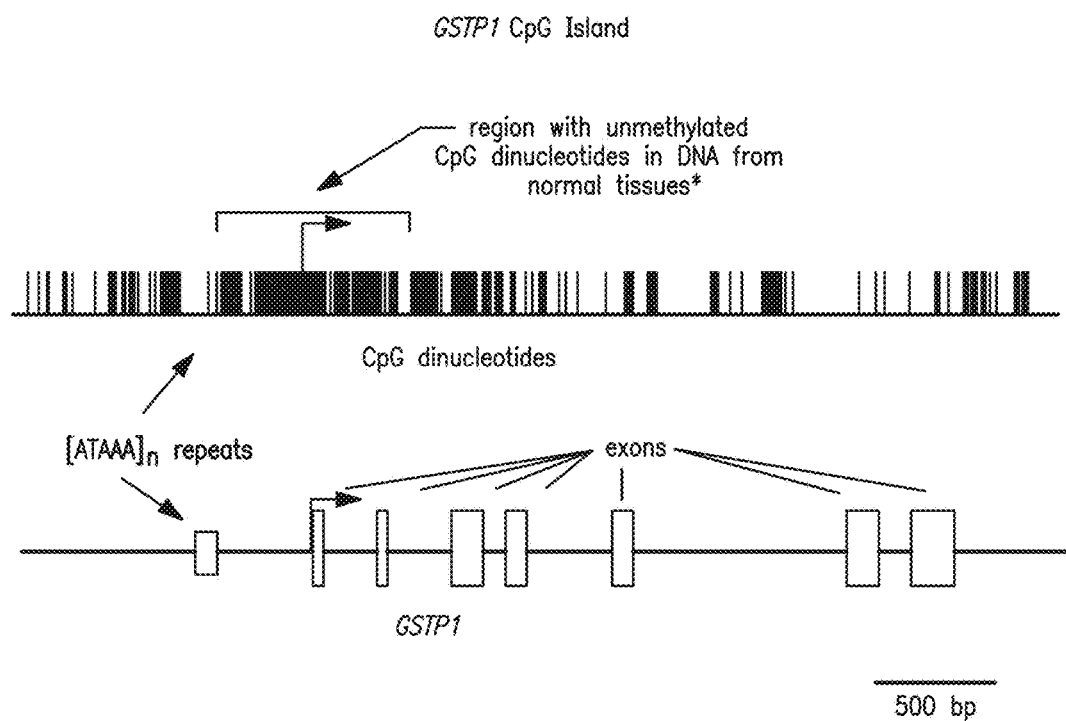 GSTP1 CpG Island
region with unmethylated
CpG dinucleotides in DNA from
normal tissues*
CpG dinucleotides
[ATAAA]n repeats
exons
GSTP1
500 bp